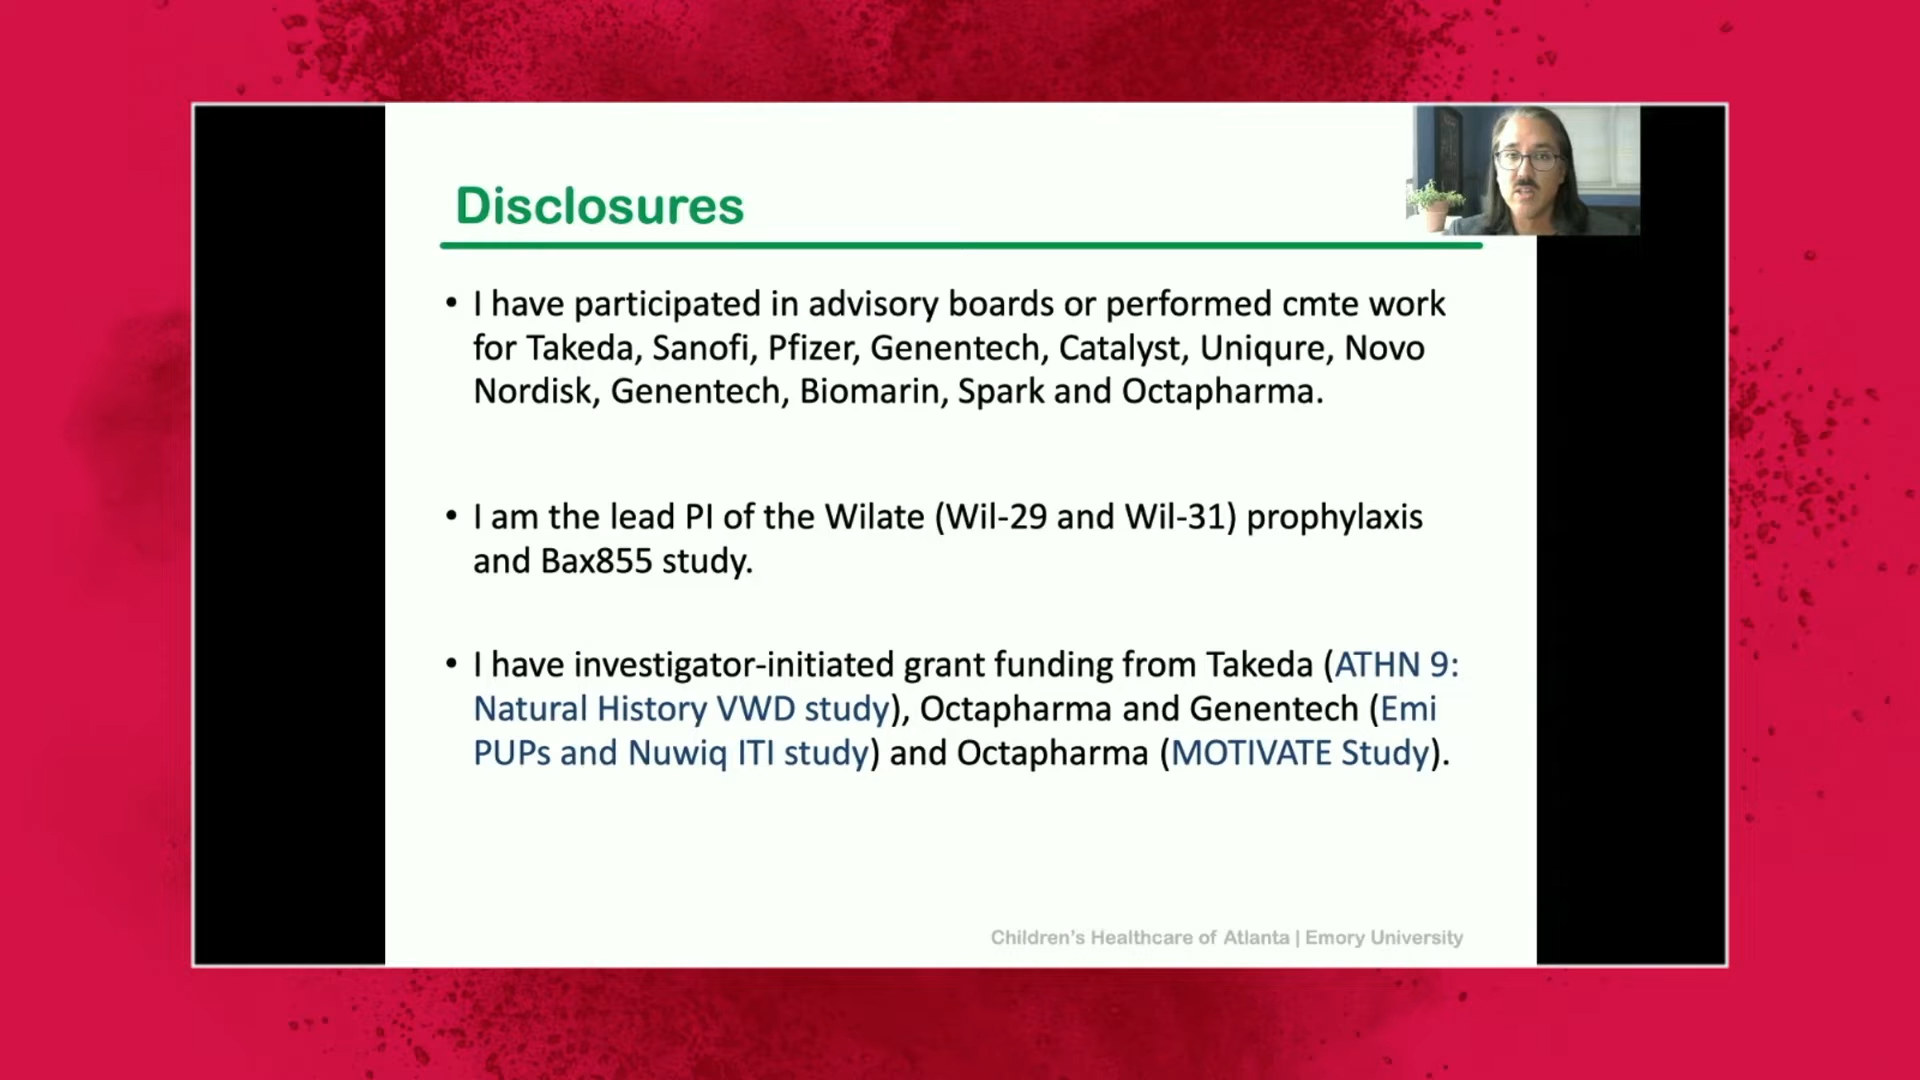 Disclosures
• I have participated in advisory boards or performed cmte work
for Takeda, Sanofi, Pfizer, Genentech, Catalyst, Uniqure, Novo
Nordisk, Genentech, Biomarin, Spark and Octapharma.
• I am the lead PI of the Wilate (Wil-29 and Wil-31) prophylaxis
and Bax855 study.
• I have investigator-initiated grant funding from Takeda (ATHN 9:
Natural History VWD study), Octapharma and Genentech (Emi
PUPs and Nuwiq ITI study) and Octapharma (MOTIVATE Study).
Children's Healthcare of Atlanta | Emory University